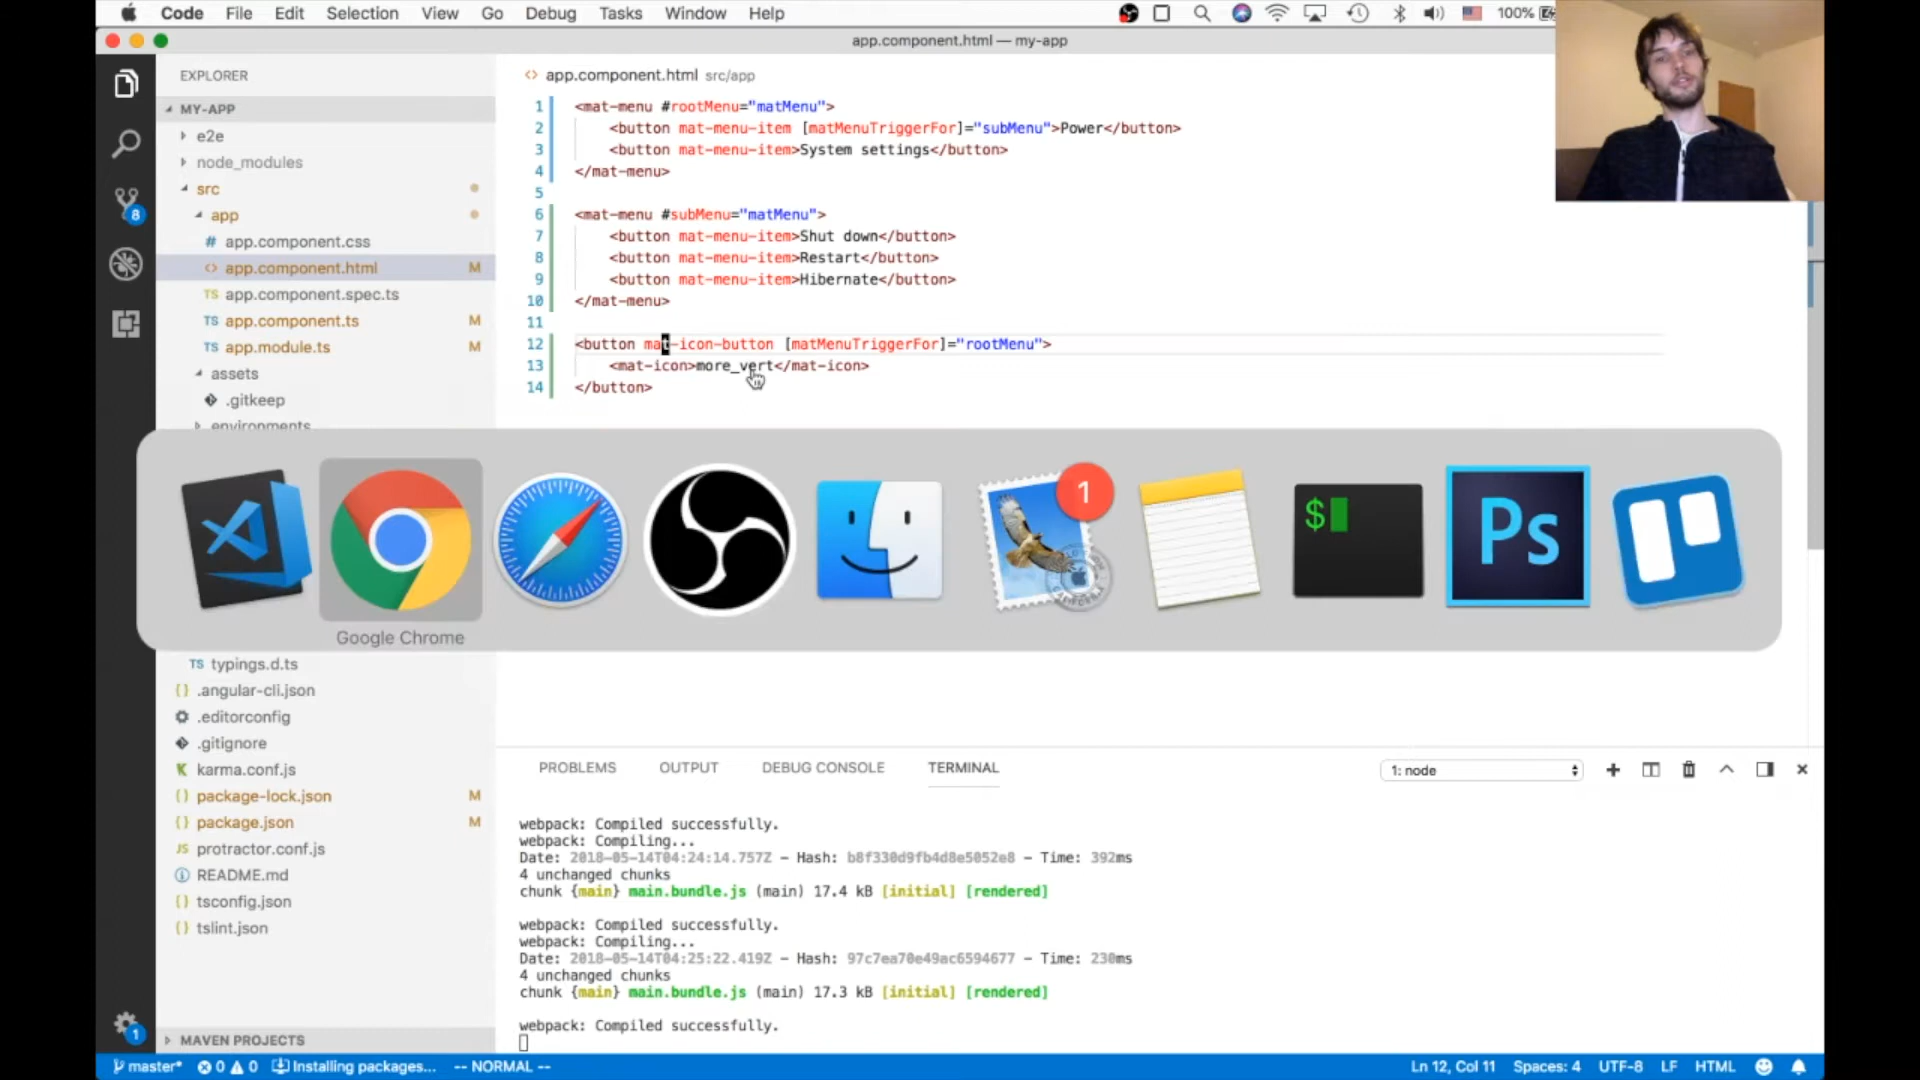 Code File Edit Selection View Go Debug Tasks Window Help 100%
app.component.html — my-app
EXPLORER
MY-APP
e2e
node_modules
src
app
app.component.css
app.component.html M
app.component.spec.ts
app.component.ts M
app.module.ts M
assets
.gitkeep
environments
typings.d.ts
.angular-cli.json
.editorconfig
.gitignore
karma.conf.js
package-lock.json M
package.json M
protractor.conf.js
README.md
tsconfig.json
tslint.json
MAVEN PROJECTS
8
1
app.component.html src/app
1 <mat-menu #rootMenu="matMenu">
2 <button mat-menu-item [matMenuTriggerFor]="subMenu">Power</button>
3 <button mat-menu-item>System settings</button>
4 </mat-menu>
5
6 <mat-menu #subMenu="matMenu">
7 <button mat-menu-item>Shut down</button>
8 <button mat-menu-item>Restart</button>
9 <button mat-menu-item>Hibernate</button>
10 </mat-menu>
11
12 <button mat-icon-button [matMenuTriggerFor]="rootMenu">
13 <mat-icon>more_vert</mat-icon>
14 </button>
1
$
Ps
Google Chrome
PROBLEMS OUTPUT DEBUG CONSOLE TERMINAL 1: node
webpack: Compiled successfully.
webpack: Compiling...
Date: 2018-05-14T04:24:14.757Z - Hash: b8f330d9fb4d8e5052e8 - Time: 392ms
4 unchanged chunks
chunk {main} main.bundle.js (main) 17.4 kB [initial] [rendered]
webpack: Compiled successfully.
webpack: Compiling...
Date: 2018-05-14T04:25:22.419Z - Hash: 97c7ea70e49ac6594677 - Time: 230ms
4 unchanged chunks
chunk {main} main.bundle.js (main) 17.3 kB [initial] [rendered]
webpack: Compiled successfully.
master* 0 0 Installing packages... -- NORMAL -- Ln 12, Col 11 Spaces: 4 UTF-8 LF HTML